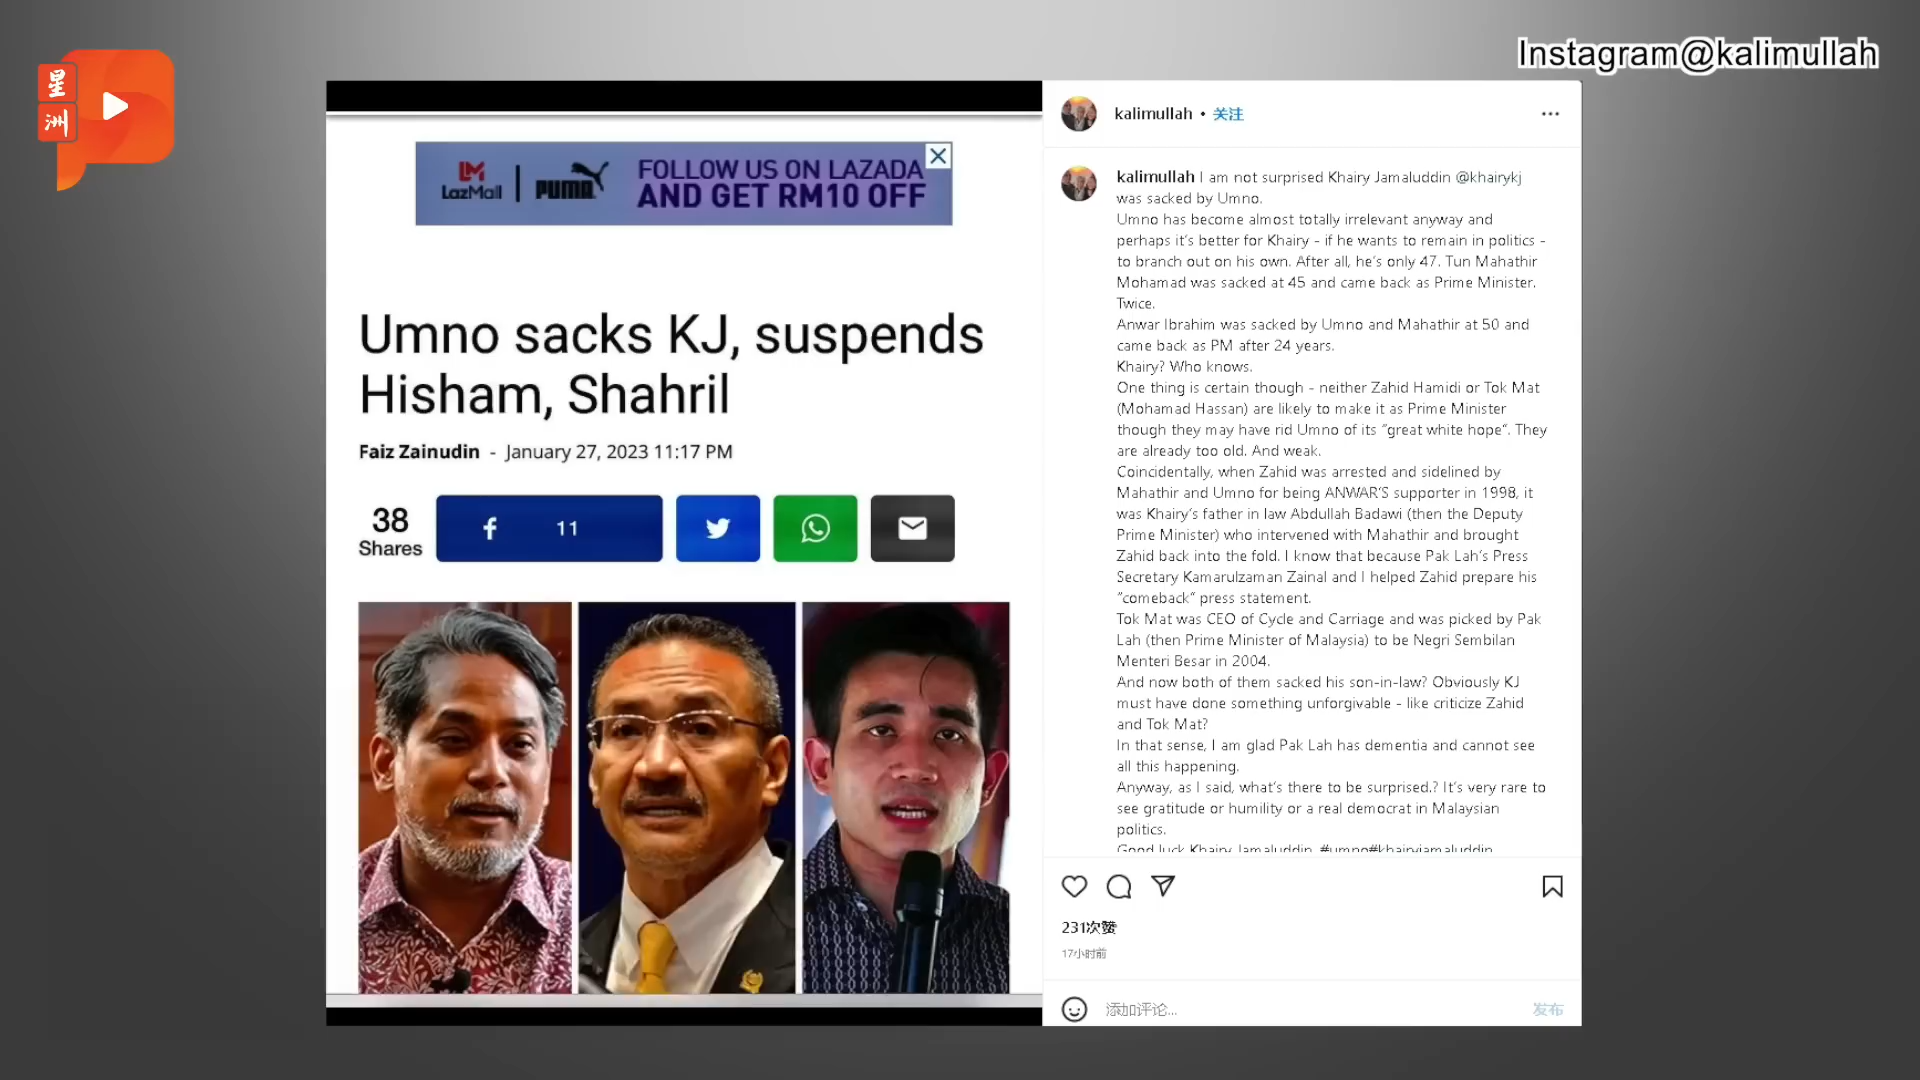 星洲
Instagram@kalimullah
LM
LazMall
PUMA
FOLLOW US ON LAZADA
AND GET RM10 OFF
Umno sacks KJ, suspends
Hisham, Shahril
Faiz Zainudin - January 27, 2023 11:17 PM
38
Shares
11
kalimullah • 关注
kalimullah I am not surprised Khairy Jamaluddin @khairykj
was sacked by Umno.
Umno has become almost totally irrelevant anyway and
perhaps it's better for Khairy - if he wants to remain in politics -
to branch out on his own. After all, he's only 47. Tun Mahathir
Mohamad was sacked at 45 and came back as Prime Minister.
Twice.
Anwar Ibrahim was sacked by Umno and Mahathir at 50 and
came back as PM after 24 years.
Khairy? Who knows.
One thing is certain though - neither Zahid Hamidi or Tok Mat
(Mohamad Hassan) are likely to make it as Prime Minister
though they may have rid Umno of its "great white hope". They
are already too old. And weak.
Coincidentally, when Zahid was arrested and sidelined by
Mahathir and Umno for being ANWAR'S supporter in 1998, it
was Khairy's father in law Abdullah Badawi (then the Deputy
Prime Minister) who intervened with Mahathir and brought
Zahid back into the fold. I know that because Pak Lah's Press
Secretary Kamarulzaman Zainal and I helped Zahid prepare his
"comeback" press statement.
Tok Mat was CEO of Cycle and Carriage and was picked by Pak
Lah (then Prime Minister of Malaysia) to be Negri Sembilan
Menteri Besar in 2004.
And now both of them sacked his son-in-law? Obviously KJ
must have done something unforgivable - like criticize Zahid
and Tok Mat?
In that sense, I am glad Pak Lah has dementia and cannot see
all this happening.
Anyway, as I said, what's there to be surprised.? It's very rare to
see gratitude or humility or a real democrat in Malaysian
politics.
Good luck Khairy Jamaluddin. #umno#khairyjamaluddin
231次赞
17小时前
添加评论...
发布